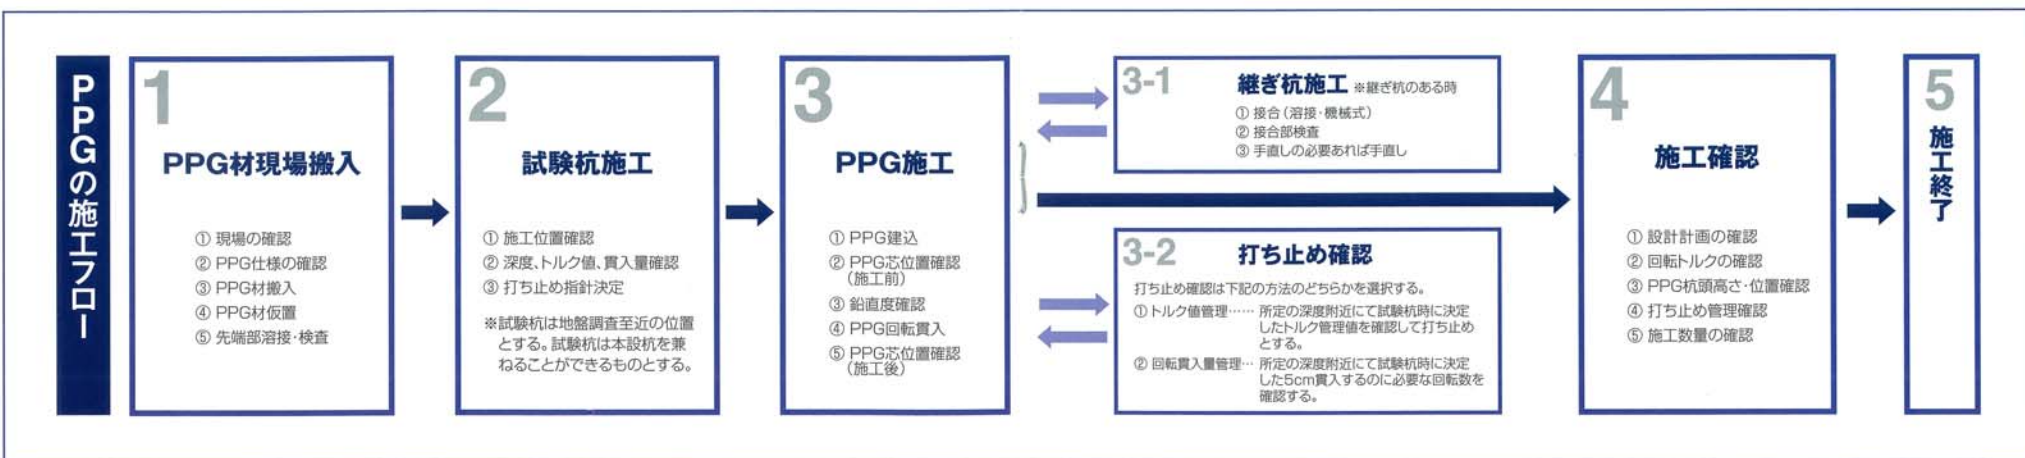 PPGの施工フロー
1
PPG材現場搬入
① 現場の確認
② PPG仕様の確認
③ PPG材搬入
④ PPG材仮置
⑤ 先端部溶接・検査
2
試験杭施工
① 施工位置確認
② 深度、トルク値、貫入量確認
③ 打ち止め指針決定
※試験杭は地盤調査至近の位置
とする。試験杭は本設杭を兼
ねることができるものとする。
3
PPG施工
① PPG建込
② PPG芯位置確認
(施工前)
③ 鉛直度確認
④ PPG回転貫入
⑤ PPG芯位置確認
(施工後)
3-1
継ぎ杭施工 ※継ぎ杭のある時
① 接合(溶接・機械式)
② 接合部検査
③ 手直しの必要あれば手直し
3-2
打ち止め確認
打ち止め確認は下記の方法のどちらかを選択する。
① トルク値管理…… 所定の深度附近にて試験杭時に決定
したトルク管理値を確認して打ち止め
とする。
② 回転貫入量管理… 所定の深度附近にて試験杭時に決定
した5cm貫入するのに必要な回転数を
確認する。
4
施工確認
① 設計計画の確認
② 回転トルクの確認
③ PPG杭頭高さ・位置確認
④ 打ち止め管理確認
⑤ 施工数量の確認
5
施工終了